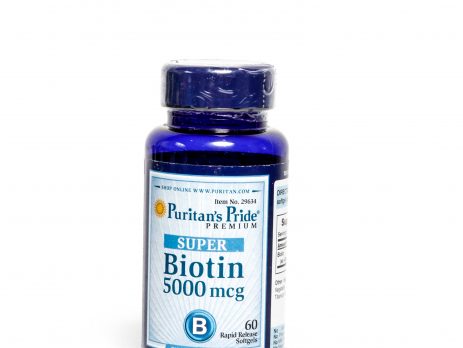 SHOP ONLINE WWW.PURITAN.COM
Item No. 29634
Puritan's Pride®
PREMIUM
SUPER
Biotin
5000 mcg
B
60
Rapid Release
Softgels